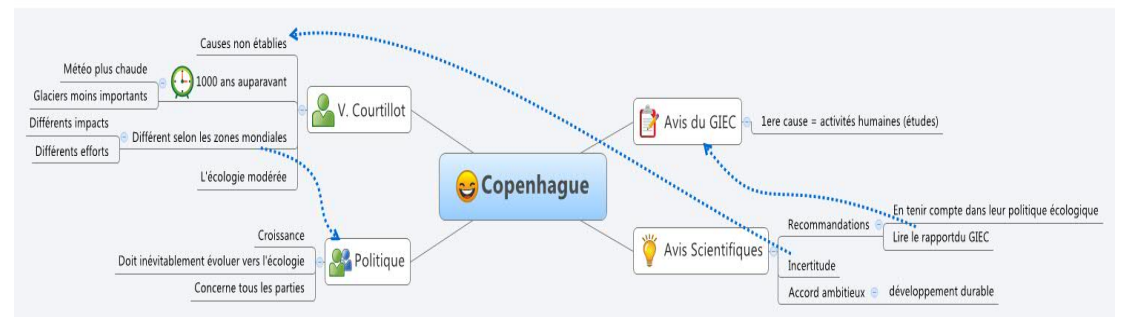 Causes non établies
Météo plus chaude
1000 ans auparavant
Glaciers moins importants
Différents impacts
Différent selon les zones mondiales
Différents efforts
L'écologie modérée
V. Courtillot
Croissance
Doit inévitablement évoluer vers l'écologie
Concerne tous les parties
Politique
Copenhague
Avis du GIEC
1ere cause = activités humaines (études)
Avis Scientifiques
Recommandations
En tenir compte dans leur politique écologique
Lire le rapportdu GIEC
Incertitude
Accord ambitieux
développement durable